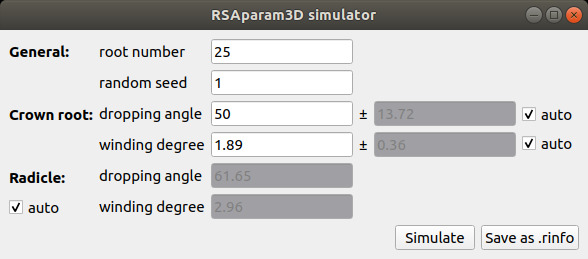 RSAparam3D simulator
General: root number 25
random seed 1
Crown root: dropping angle 50 ± 13.72 auto
winding degree 1.89 ± 0.36 auto
Radicle: dropping angle 61.65
auto winding degree 2.96
Simulate Save as .rinfo